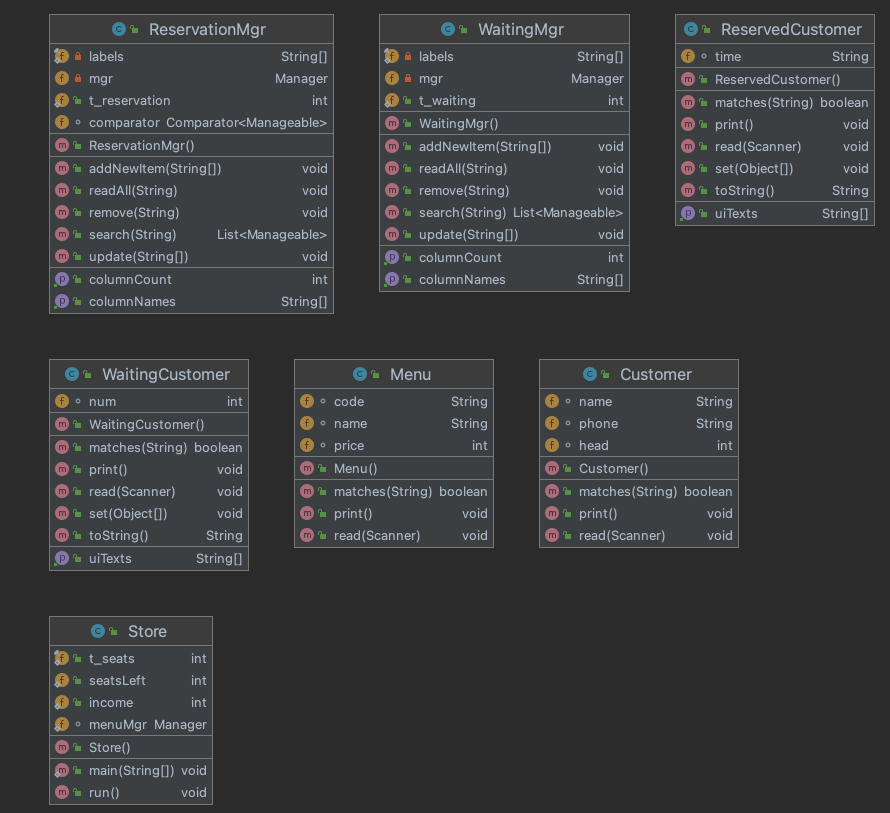 ReservationMgr
labels String[]
mgr Manager
t_reservation int
comparator Comparator<Manageable>
ReservationMgr()
addNewItem(String[]) void
readAll(String) void
remove(String) void
search(String) List<Manageable>
update(String[]) void
columnCount int
columnNames String[]
WaitingMgr
labels String[]
mgr Manager
t_waiting int
WaitingMgr()
addNewItem(String[]) void
readAll(String) void
remove(String) void
search(String) List<Manageable>
update(String[]) void
columnCount int
columnNames String[]
ReservedCustomer
time String
ReservedCustomer()
matches(String) boolean
print() void
read(Scanner) void
set(Object[]) void
toString() String
uiTexts String[]
WaitingCustomer
num int
WaitingCustomer()
matches(String) boolean
print() void
read(Scanner) void
set(Object[]) void
toString() String
uiTexts String[]
Menu
code String
name String
price int
Menu()
matches(String) boolean
print() void
read(Scanner) void
Customer
name String
phone String
head int
Customer()
matches(String) boolean
print() void
read(Scanner) void
Store
t_seats int
seatsLeft int
income int
menuMgr Manager
Store()
main(String[]) void
run() void